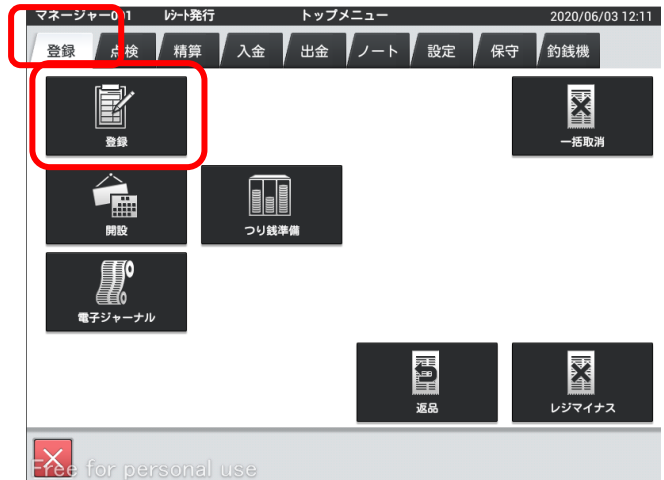 マネージャー001 ﾚｼｰﾄ発行 トップメニュー 2020/06/03 12:11
登録 点検 精算 入金 出金 ノート 設定 保守 釣銭機
登録 一括取消
開設 つり銭準備
電子ジャーナル
返品 レジマイナス
Free for personal use